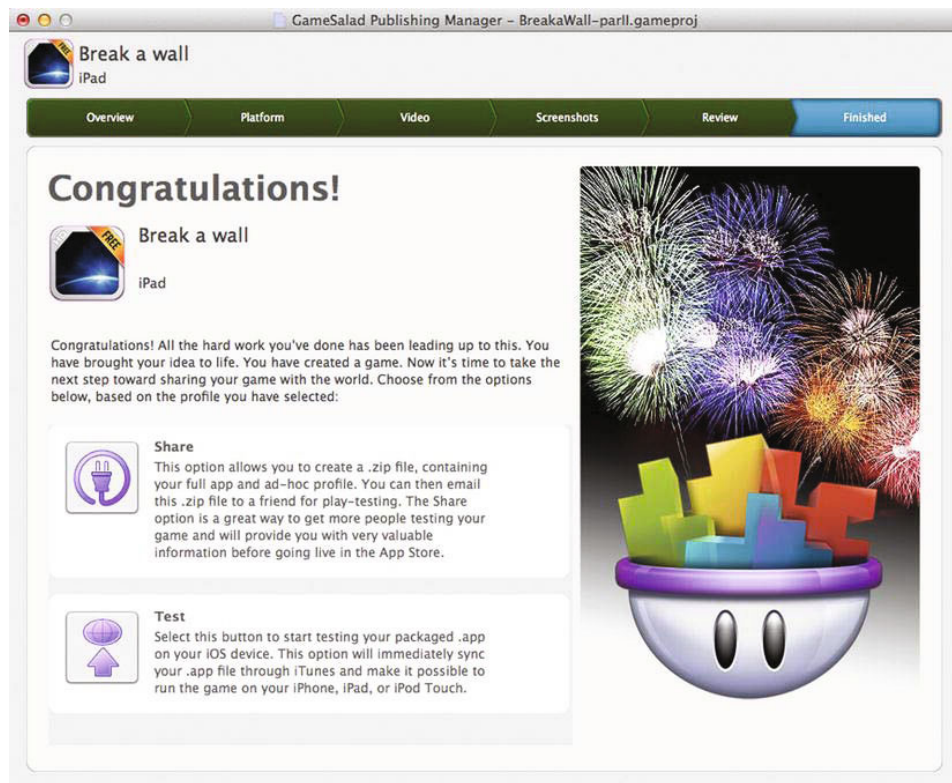 GameSalad Publishing Manager – BreakaWall-parII.gameproj
FREE
Break a wall
iPad
Overview
Platform
Video
Screenshots
Review
Finished
Congratulations!
FREE
Break a wall
iPad
Congratulations! All the hard work you've done has been leading up to this. You
have brought your idea to life. You have created a game. Now it's time to take the
next step toward sharing your game with the world. Choose from the options
below, based on the profile you have selected:
Share
This option allows you to create a .zip file, containing
your full app and ad-hoc profile. You can then email
this .zip file to a friend for play-testing. The Share
option is a great way to get more people testing your
game and will provide you with very valuable
information before going live in the App Store.
Test
Select this button to start testing your packaged .app
on your iOS device. This option will immediately sync
your .app file through iTunes and make it possible to
run the game on your iPhone, iPad, or iPod Touch.